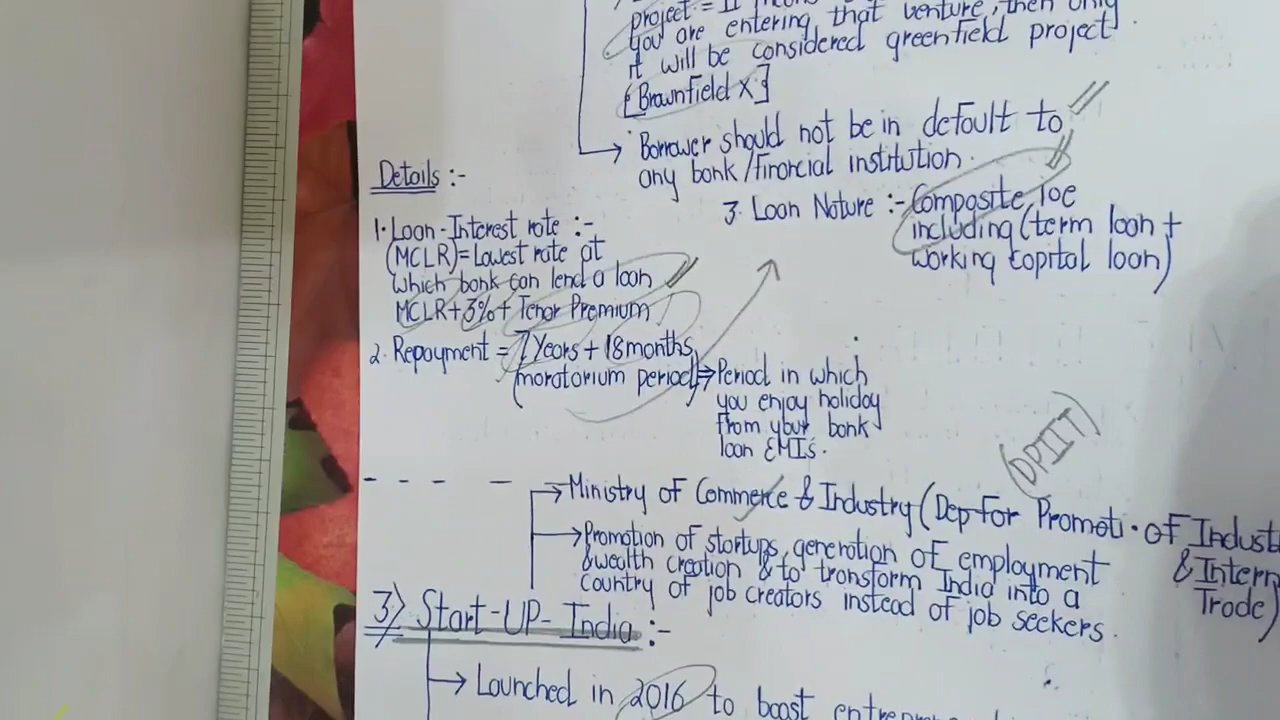 project =
you are entering that venture, then only
it will be considered greenfield project
[Brownfield X]
Borrower should not be in default to
any bank/financial institution.
Details :-
1. Loan-Interest rate :-
(MCLR)=Lowest rate at
which bank can lend a loan
MCLR+3%+Tenor Premium
2. Repayment = 7 Years + 18 months
(moratorium period)
Period in which
you enjoy holiday
from your bank
loan EMIs.
3. Loan Nature :- Composite
including (term loan +
working capital loan)
(DPIIT)
Ministry of Commerce & Industry (Dep for Promoti. of Indust
& Intern
Trade)
Promotion of startups, generation of employment
& wealth creation & to transform India into a
country of job creators instead of job seekers.
3) Start-UP-India :-
Launched in 2016 to boost